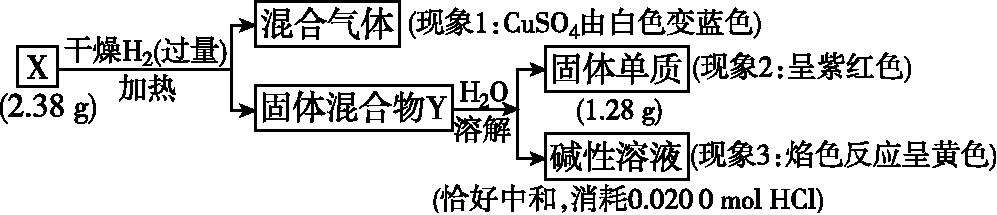 混合气体 (现象1:CuSO₄由白色变蓝色)
X
(2.38 g)
干燥H₂(过量)
加热
固体混合物Y
H₂O
溶解
固体单质 (现象2:呈紫红色)
(1.28 g)
碱性溶液 (现象3:焰色反应呈黄色)
(恰好中和,消耗0.020 0 mol HCl)